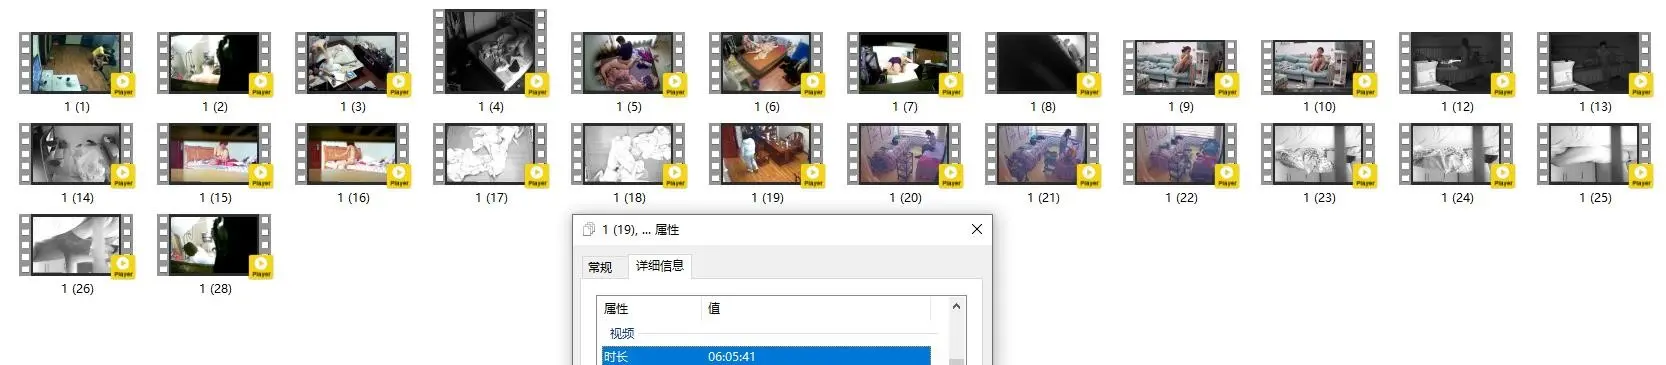 1 (1) 1 (2) 1 (3) 1 (4) 1 (5) 1 (6) 1 (7) 1 (8) 1 (9) 1 (10) 1 (12) 1 (13)
Player Player Player Player Player Player Player Player Player Player Player Player
1 (14) 1 (15) 1 (16) 1 (17) 1 (18) 1 (19) 1 (20) 1 (21) 1 (22) 1 (23) 1 (24) 1 (25)
Player Player Player Player Player Player Player Player Player Player Player Player
1 (26) 1 (28)
Player Player
1 (19), ... 属性
常规 详细信息
属性 值
视频
时长 06:05:41